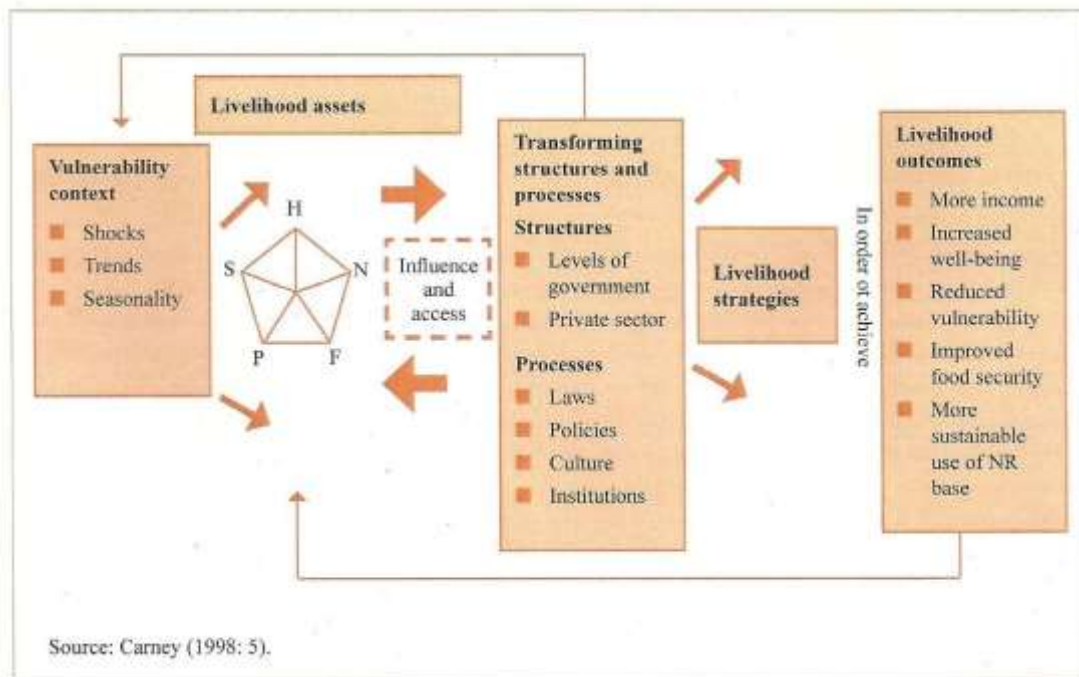 Livelihood assets
Vulnerability
context
Shocks
Trends
Seasonality
H
S
N
P
F
Influence
and
access
Transforming
structures and
processes
Structures
Levels of
government
Private sector
Processes
Laws
Policies
Culture
Institutions
Livelihood
strategies
In order ot achieve
Livelihood
outcomes
More income
Increased
well-being
Reduced
vulnerability
Improved
food security
More
sustainable
use of NR
base
Source: Carney (1998: 5).